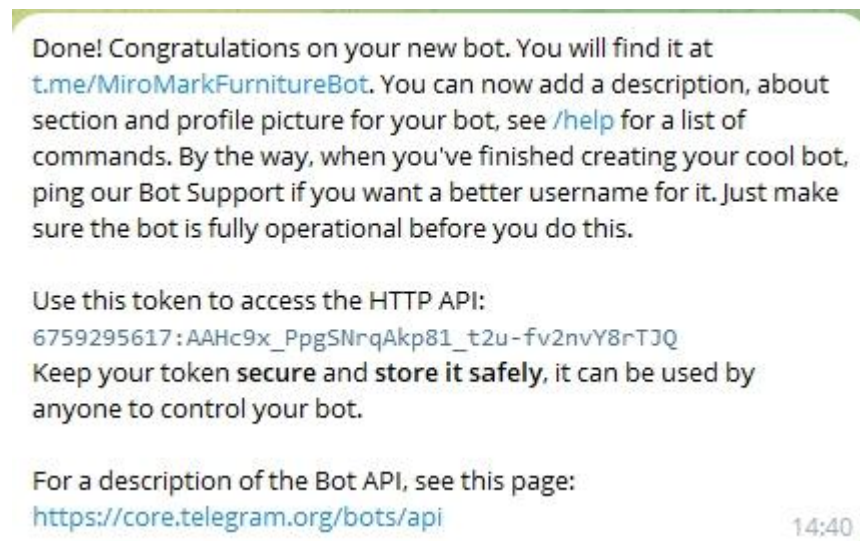 Done! Congratulations on your new bot. You will find it at
t.me/MiroMarkFurnitureBot. You can now add a description, about
section and profile picture for your bot, see /help for a list of
commands. By the way, when you've finished creating your cool bot,
ping our Bot Support if you want a better username for it. Just make
sure the bot is fully operational before you do this.
Use this token to access the HTTP API:
6759295617:AAHc9x_PpgSNrqAkp81_t2u-fv2nvY8rTJQ
Keep your token secure and store it safely, it can be used by
anyone to control your bot.
For a description of the Bot API, see this page:
https://core.telegram.org/bots/api
14:40